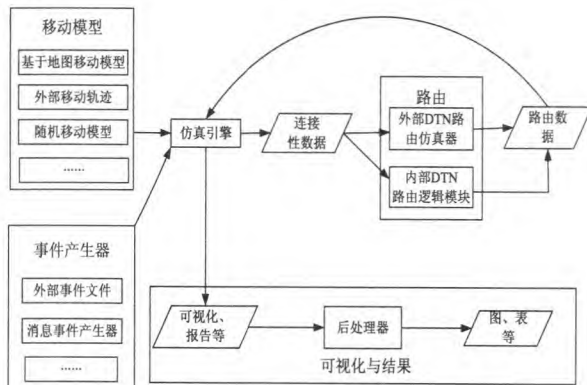 移动模型
基于地图移动模型
外部移动轨迹
随机移动模型
......
仿真引擎
连接
性数据
路由
外部DTN路
由仿真器
内部DTN
路由逻辑模块
路由数
据
事件产生器
外部事件文件
消息事件产生器
......
可视化、
报告等
后处理器
图、表
等
可视化与结果